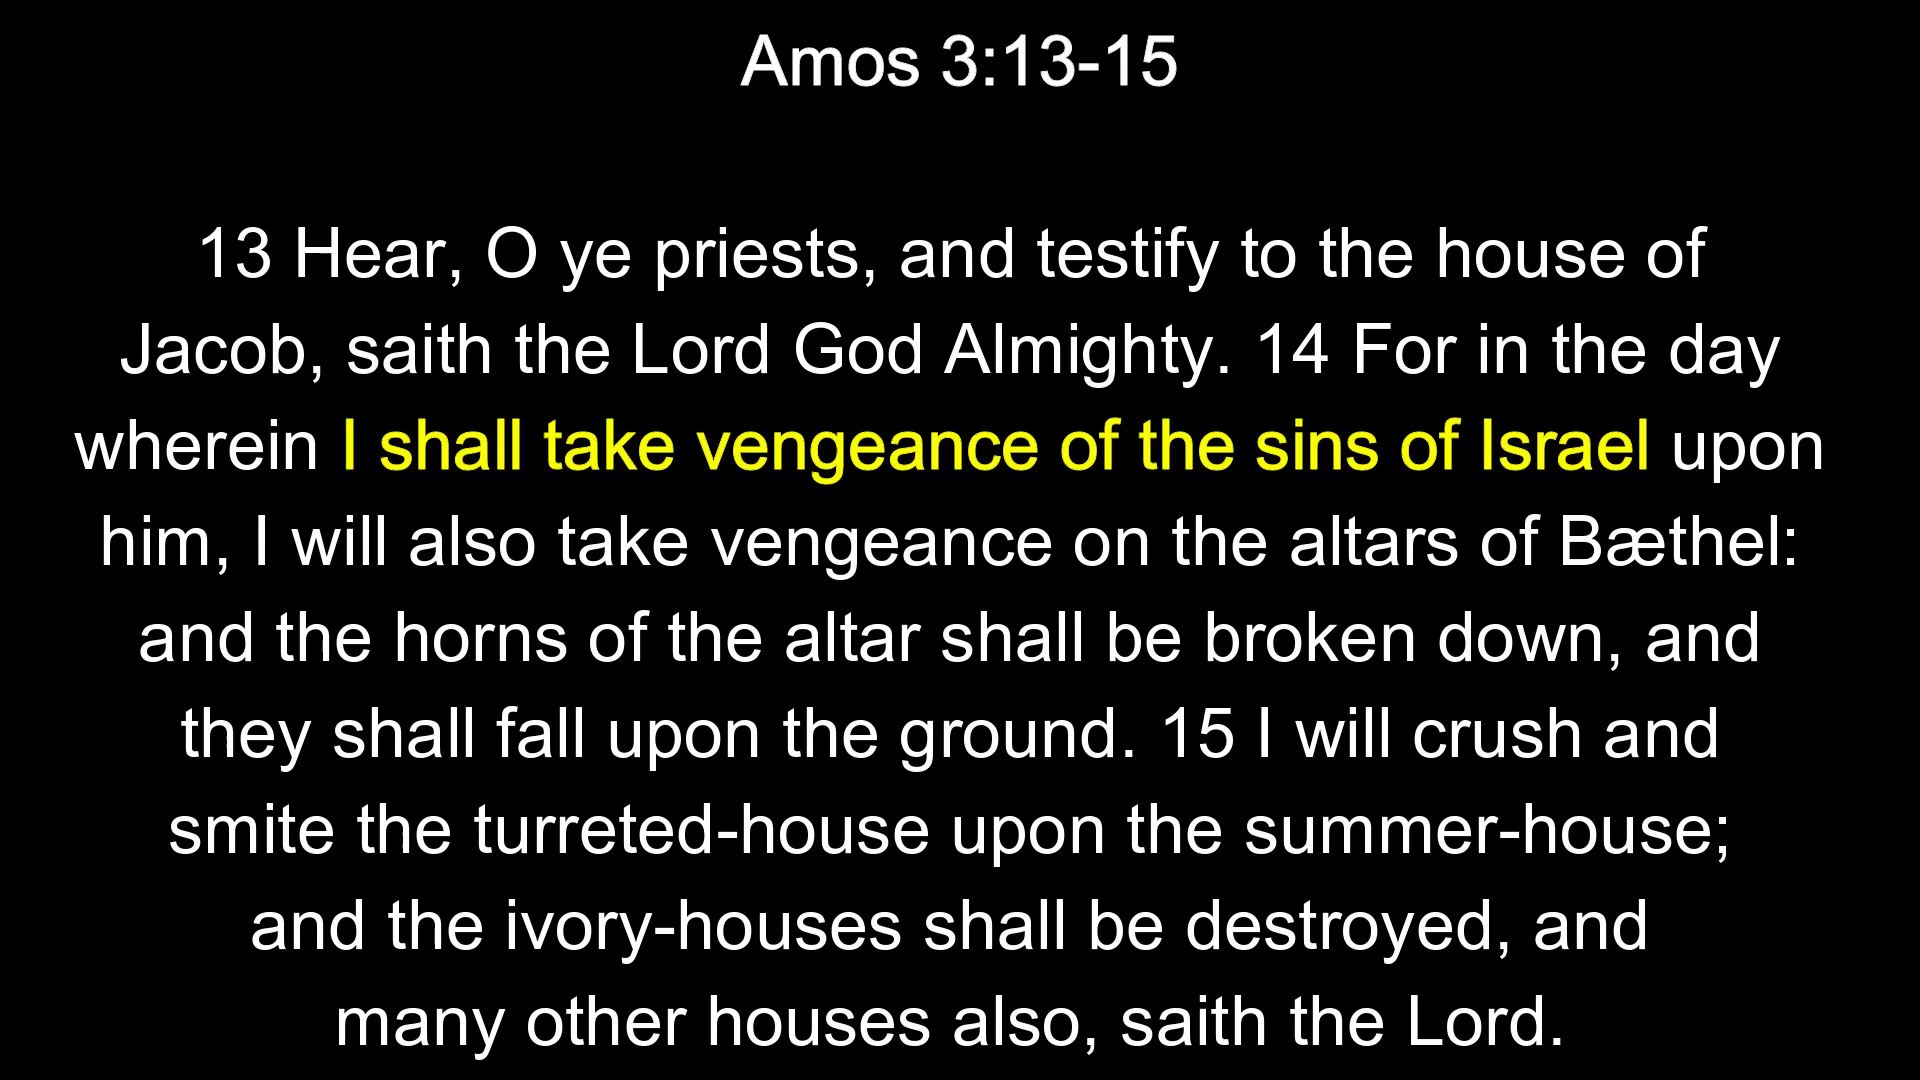 Amos 3:13-15
13 Hear, O ye priests, and testify to the house of
Jacob, saith the Lord God Almighty. 14 For in the day
wherein I shall take vengeance of the sins of Israel upon
him, I will also take vengeance on the altars of Bæthel:
and the horns of the altar shall be broken down, and
they shall fall upon the ground. 15 I will crush and
smite the turreted-house upon the summer-house;
and the ivory-houses shall be destroyed, and
many other houses also, saith the Lord.